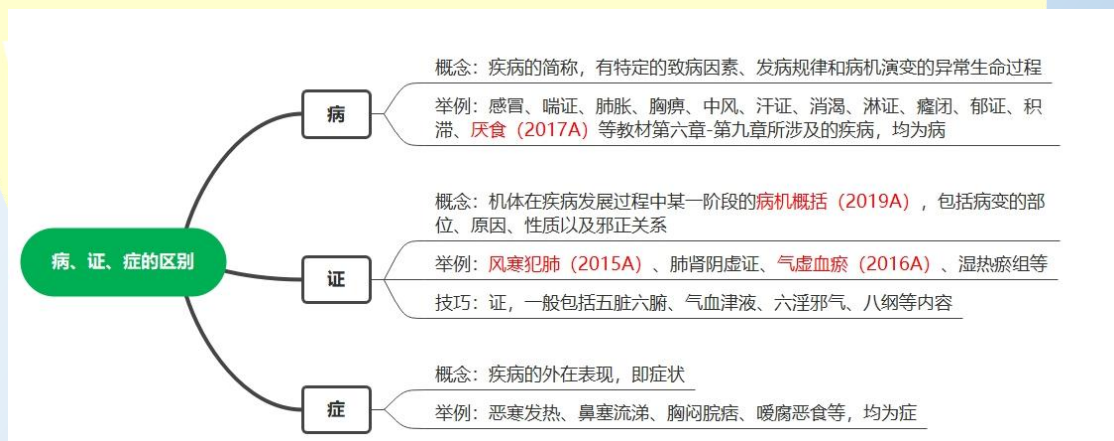 病、证、症的区别
病
概念：疾病的简称，有特定的致病因素、发病规律和病机演变的异常生命过程
举例：感冒、喘证、肺胀、胸痹、中风、汗证、消渴、淋证、癃闭、郁证、积
滞、厌食（2017A）等教材第六章-第九章所涉及的疾病，均为病
证
概念：机体在疾病发展过程中某一阶段的病机概括（2019A），包括病变的部
位、原因、性质以及邪正关系
举例：风寒犯肺（2015A）、肺肾阴虚证、气虚血瘀（2016A）、湿热瘀组等
技巧：证，一般包括五脏六腑、气血津液、六淫邪气、八纲等内容
症
概念：疾病的外在表现，即症状
举例：恶寒发热、鼻塞流涕、胸闷脘痞、嗳腐恶食等，均为症